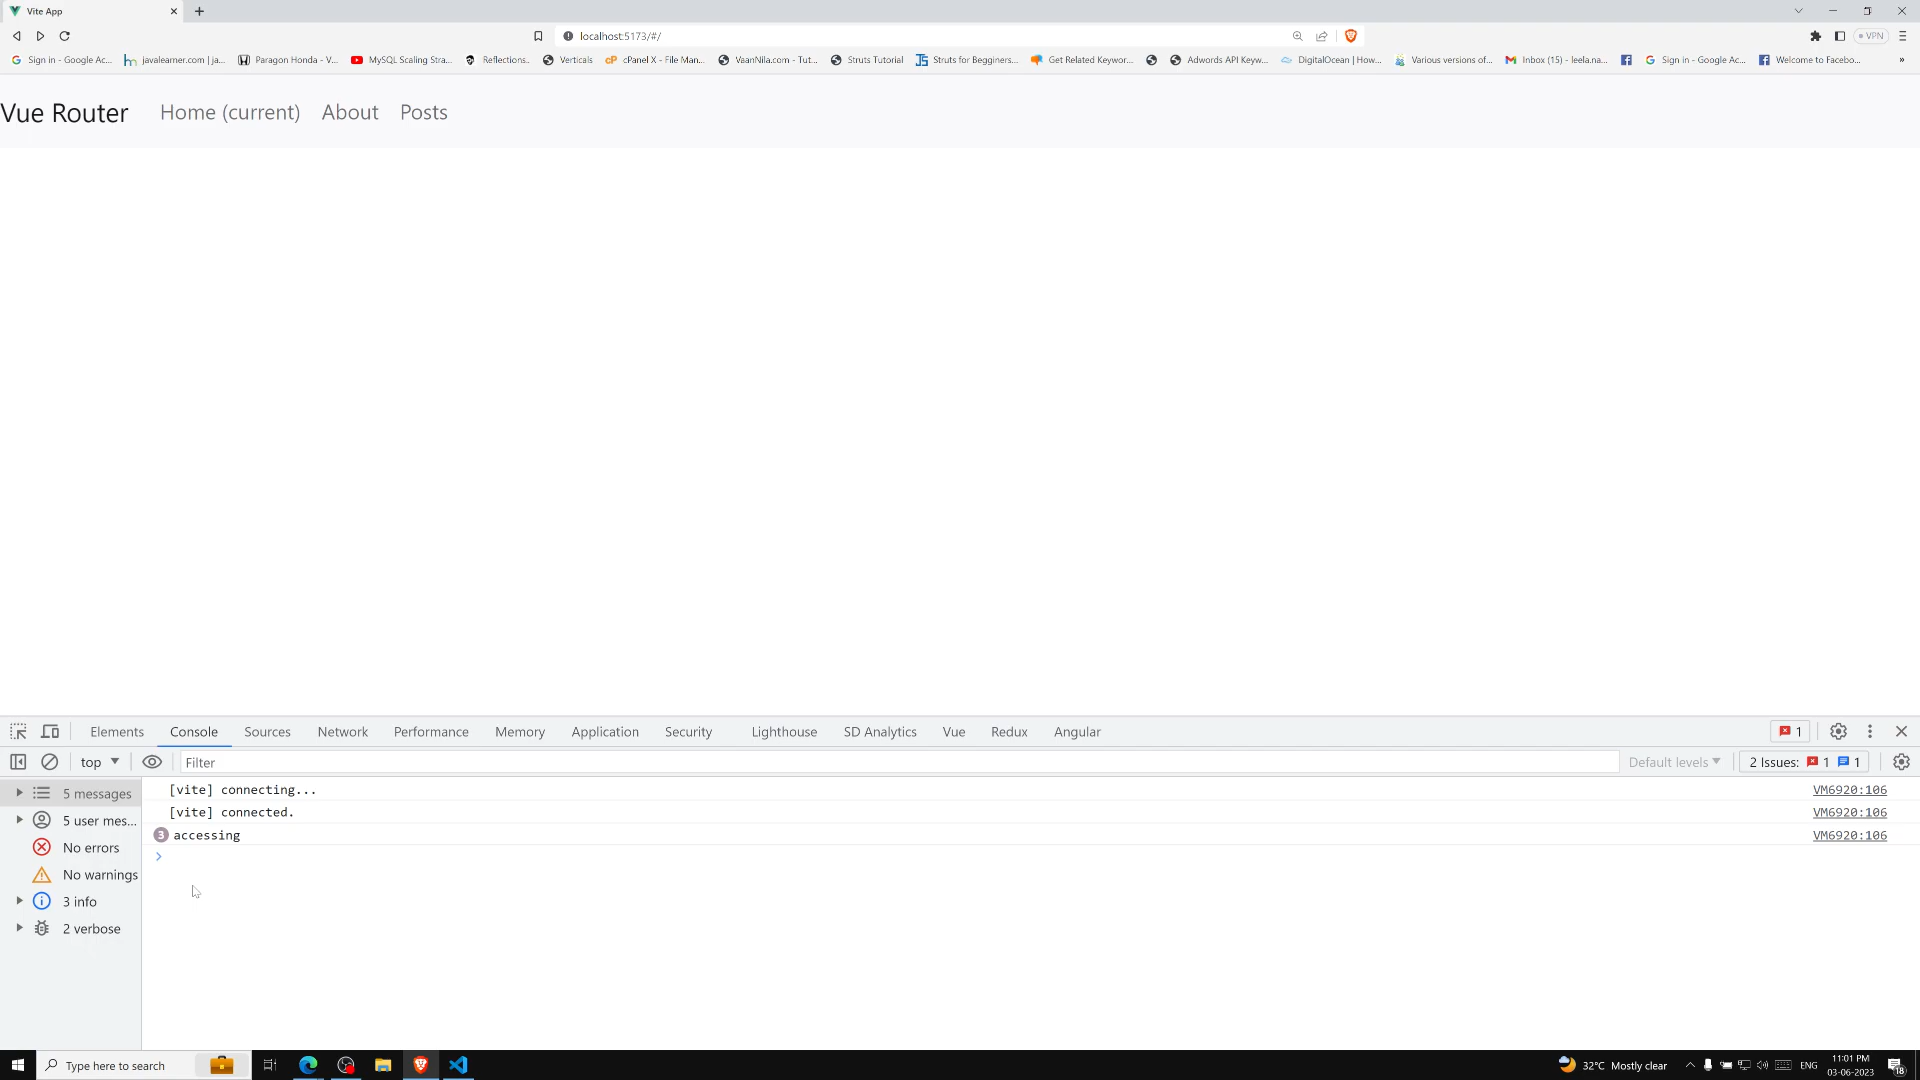 Vite App
localhost:5173/#/
VPN
Sign in - Google Ac...
javalearner.com | ja...
Paragon Honda - V...
MySQL Scaling Stra...
Reflections..
Verticals
cPanel X - File Man...
VaanNila.com - Tut...
Struts Tutorial
Struts for Begginers...
Get Related Keywor...
Adwords API Keyw...
DigitalOcean | How...
Various versions of...
Inbox (15) - leela.na...
Sign in - Google Ac...
Welcome to Facebo...
»
Vue Router
Home (current)
About
Posts
Elements
Console
Sources
Network
Performance
Memory
Application
Security
Lighthouse
SD Analytics
Vue
Redux
Angular
1
top
Filter
Default levels
2 Issues: 1 1
5 messages
5 user mes...
No errors
No warnings
3 info
2 verbose
[vite] connecting... VM6920:106
[vite] connected. VM6920:106
3 accessing VM6920:106
Type here to search
32°C Mostly clear
ENG
11:01 PM
03-06-2023
18